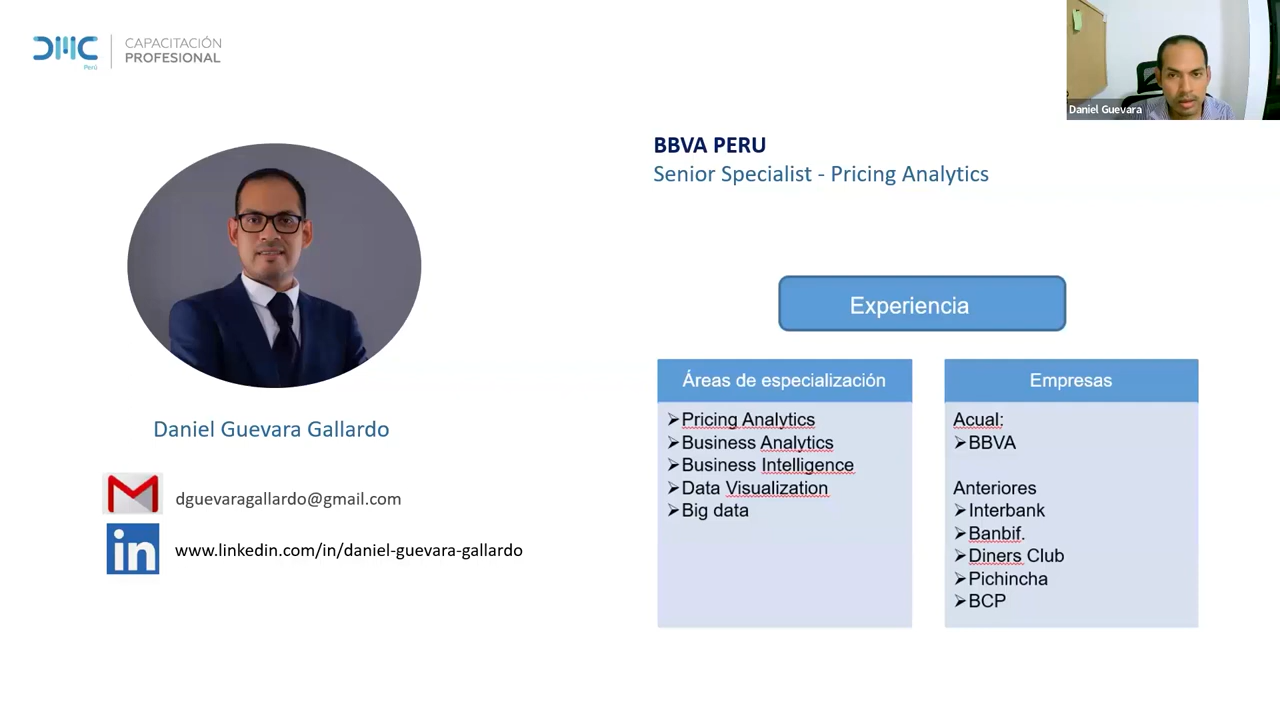 DMC
Perú
CAPACITACIÓN
PROFESIONAL
Daniel Guevara
BBVA PERU
Senior Specialist - Pricing Analytics
Daniel Guevara Gallardo
dguevaragallardo@gmail.com
in
www.linkedin.com/in/daniel-guevara-gallardo
Experiencia
Áreas de especialización
➢Pricing Analytics
➢Business Analytics
➢Business Intelligence
➢Data Visualization
➢Big data
Empresas
Acual:
➢BBVA
Anteriores
➢Interbank
➢Banbif.
➢Diners Club
➢Pichincha
➢BCP